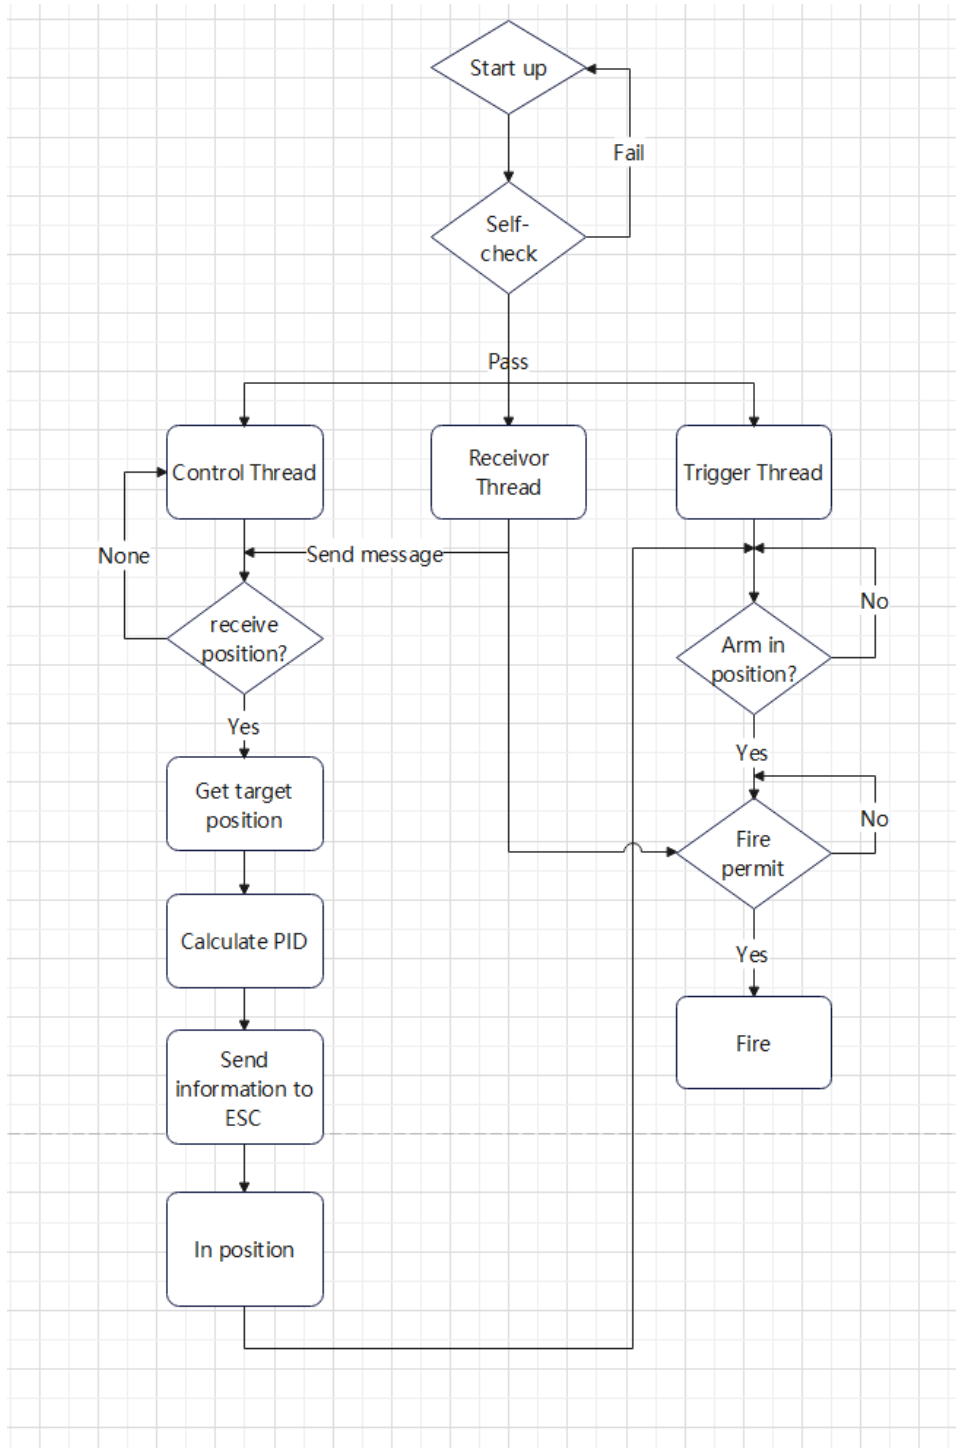 Start up
Fail
Self-
check
Pass
Control Thread
Receivor
Thread
Trigger Thread
None
Send message
No
receive
position?
Arm in
position?
Yes
Yes
Get target
position
No
Fire
permit
Calculate PID
Yes
Send
information to
ESC
Fire
In position